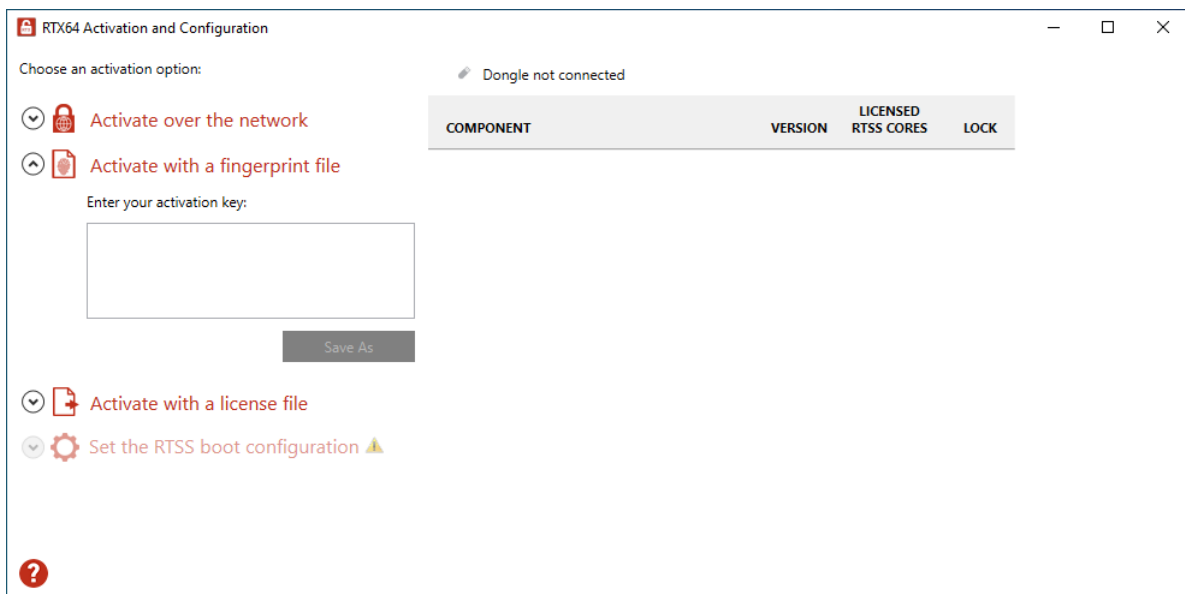 RTX64 Activation and Configuration
Choose an activation option:
Activate over the network
Activate with a fingerprint file
Enter your activation key:
Save As
Activate with a license file
Set the RTSS boot configuration
Dongle not connected
COMPONENT VERSION LICENSED RTSS CORES LOCK
?